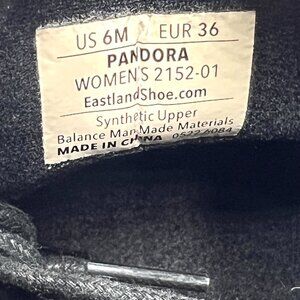 US 6M / EUR 36
PANDORA
WOMEN'S 2152-01
EastlandShoe.com
Synthetic Upper
Balance Man Made Materials
MADE IN CHINA 0522